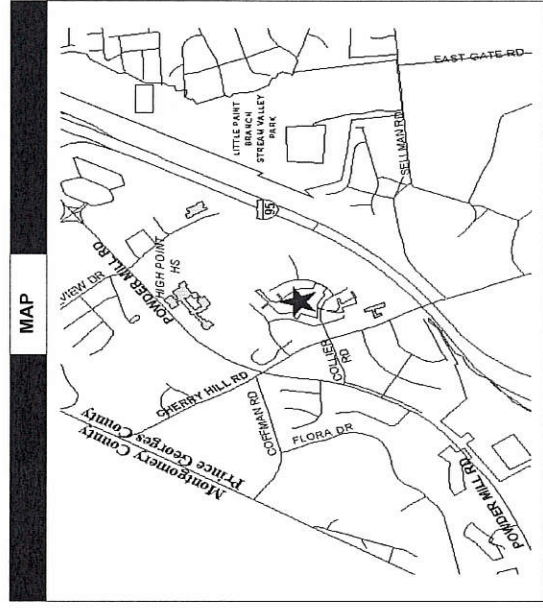 MAP
EAST GATE RD
LITTLE PAINT
BRANCH
STREAM VALLEY
PARK
SELLMAN RD
95
VIEW DR
POWDER MILL RD
HIGH POINT
HS
CHERRY HILL RD
COLLIER
RD
COFFMAN RD
FLORA DR
Montgomery County
Prince Georges County
POWDER MILL RD